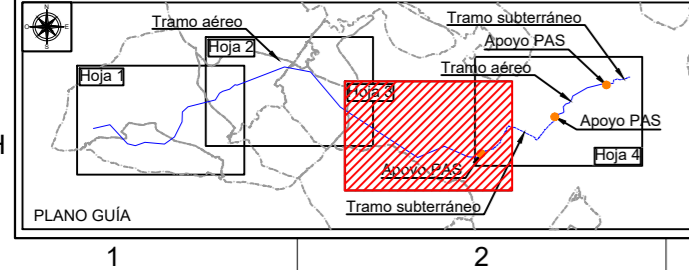 N
O
E
S
Tramo aéreo
Tramo subterráneo
Apoyo PAS
Hoja 2
Tramo aéreo
Hoja 1
Hoja 3
Apoyo PAS
H
Hoja 4
Apoyo PAS
Tramo subterráneo
PLANO GUÍA
1
2